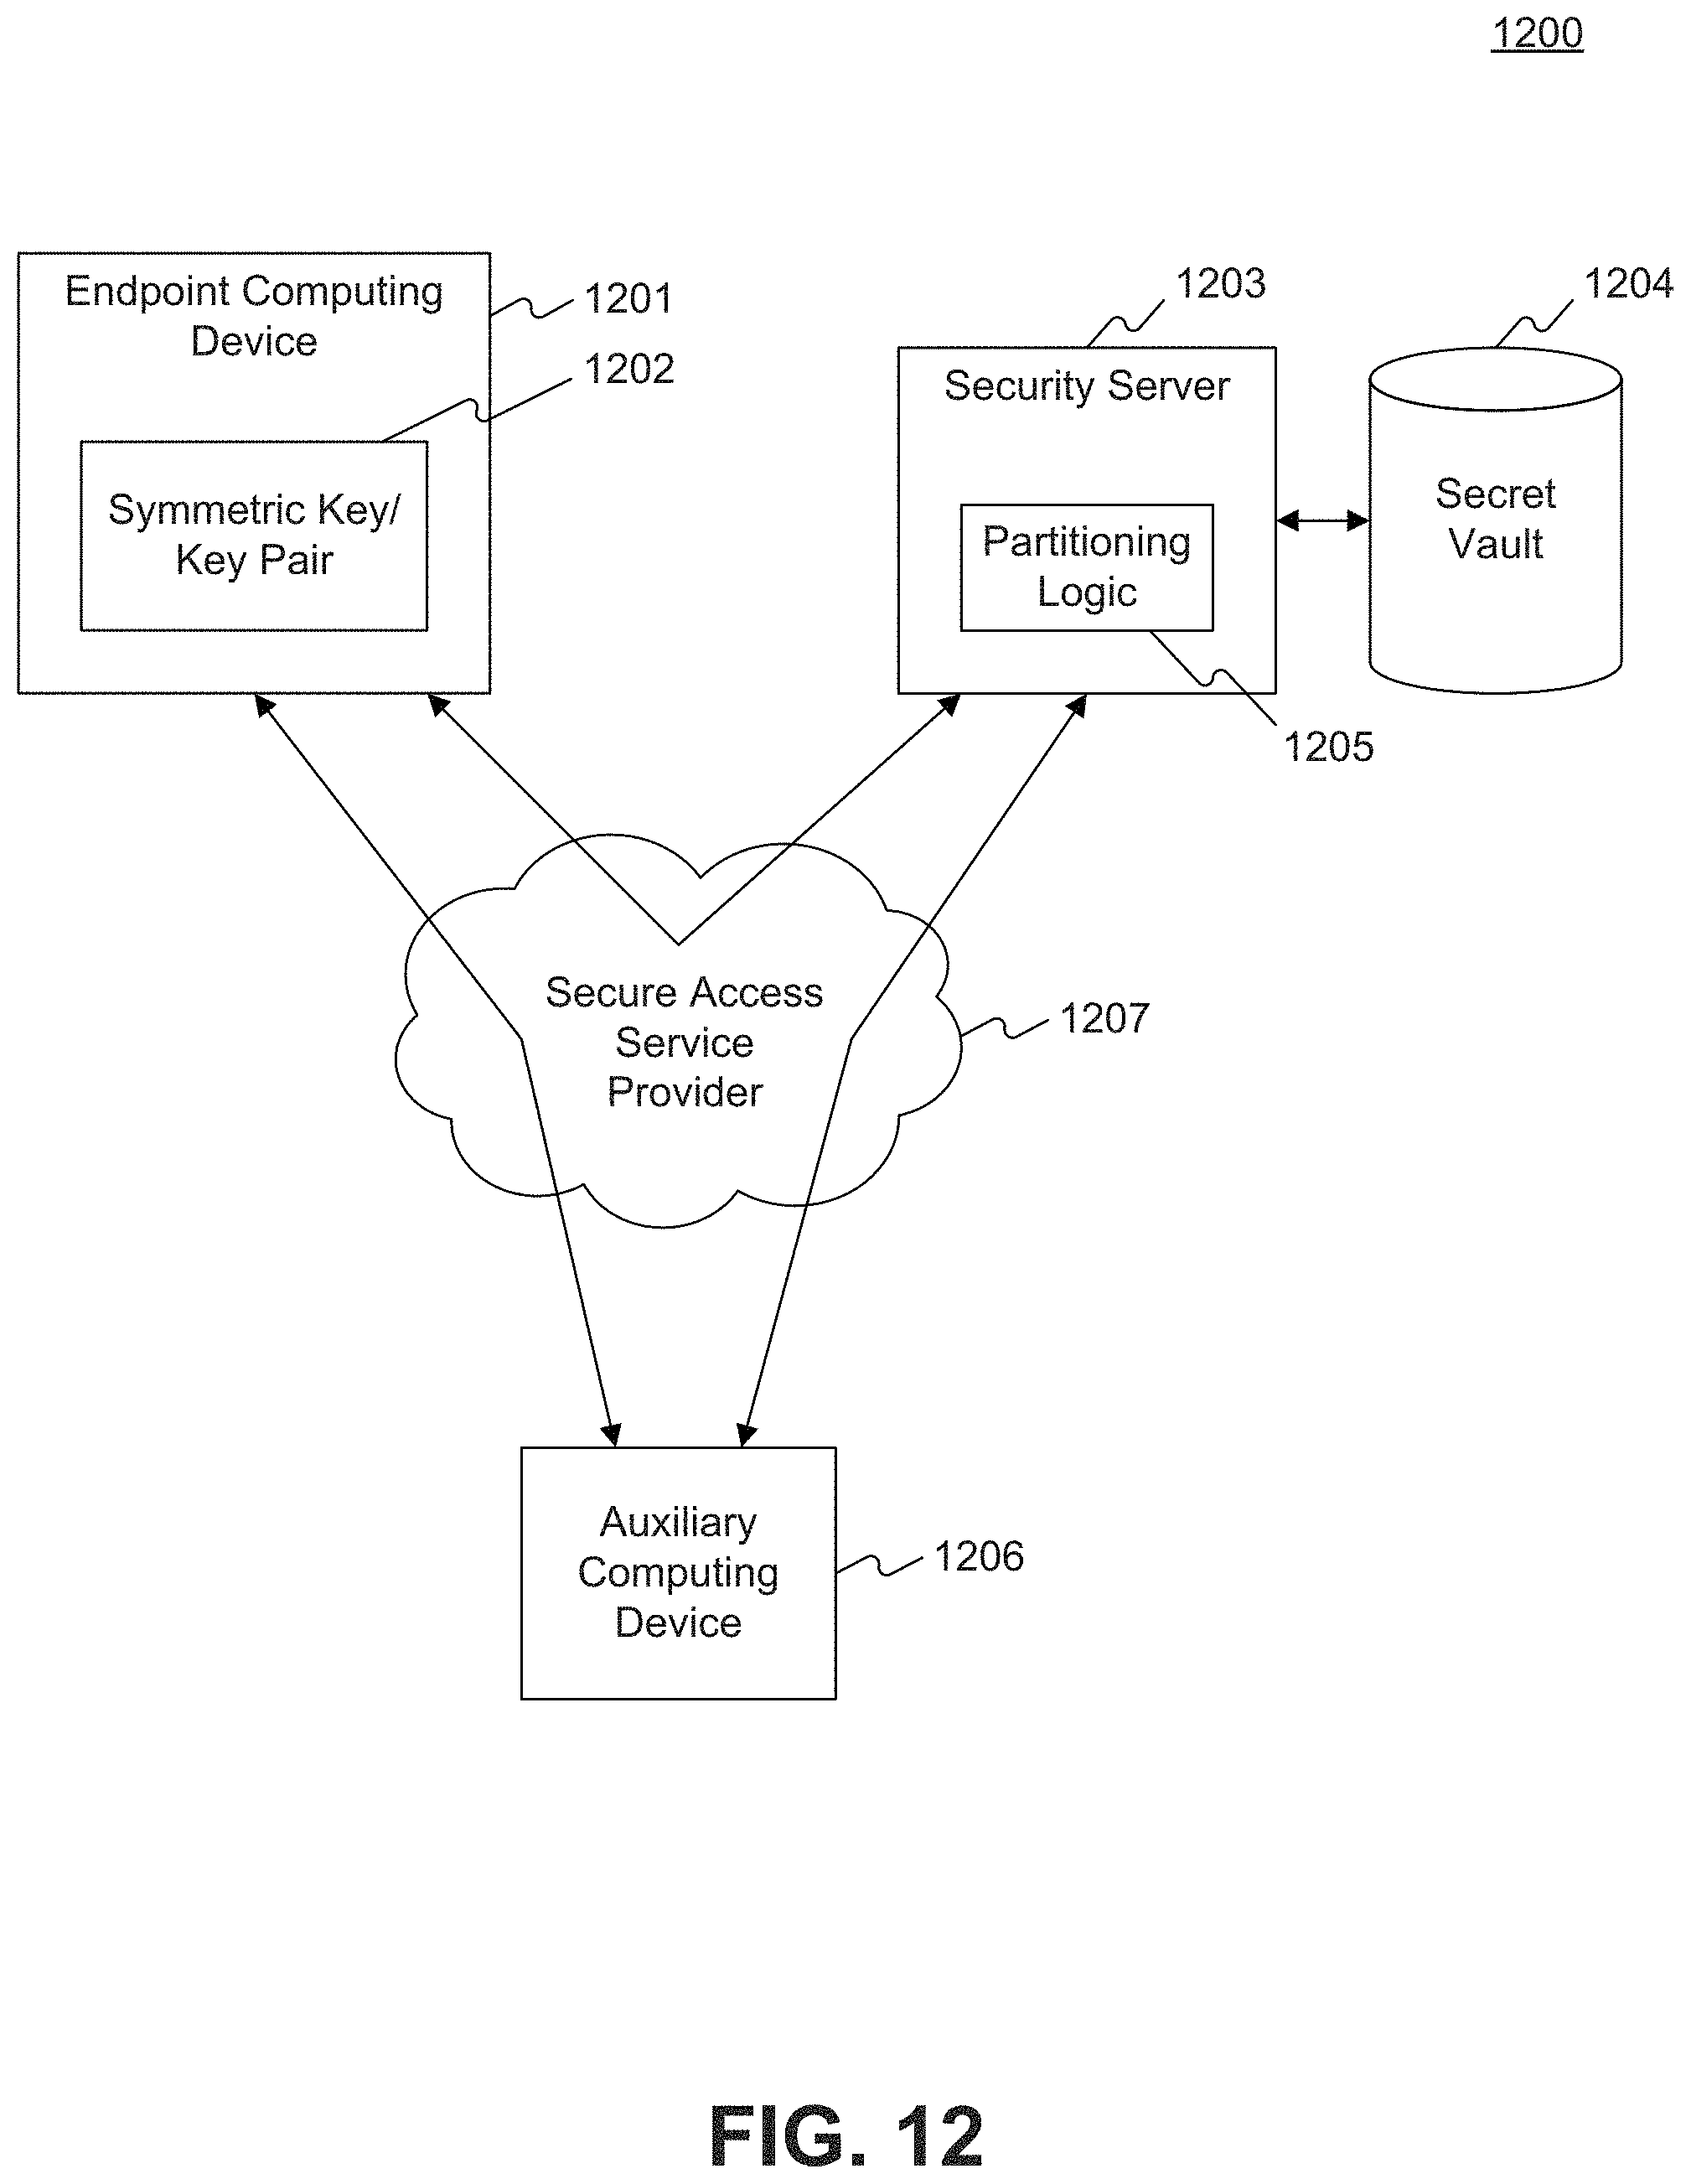 1200
Endpoint Computing
Device
1201
1202
Symmetric Key/
Key Pair
1203
Security Server
Partitioning
Logic
1204
Secret
Vault
1205
Secure Access
Service
Provider
1207
Auxiliary
Computing
Device
1206
FIG. 12